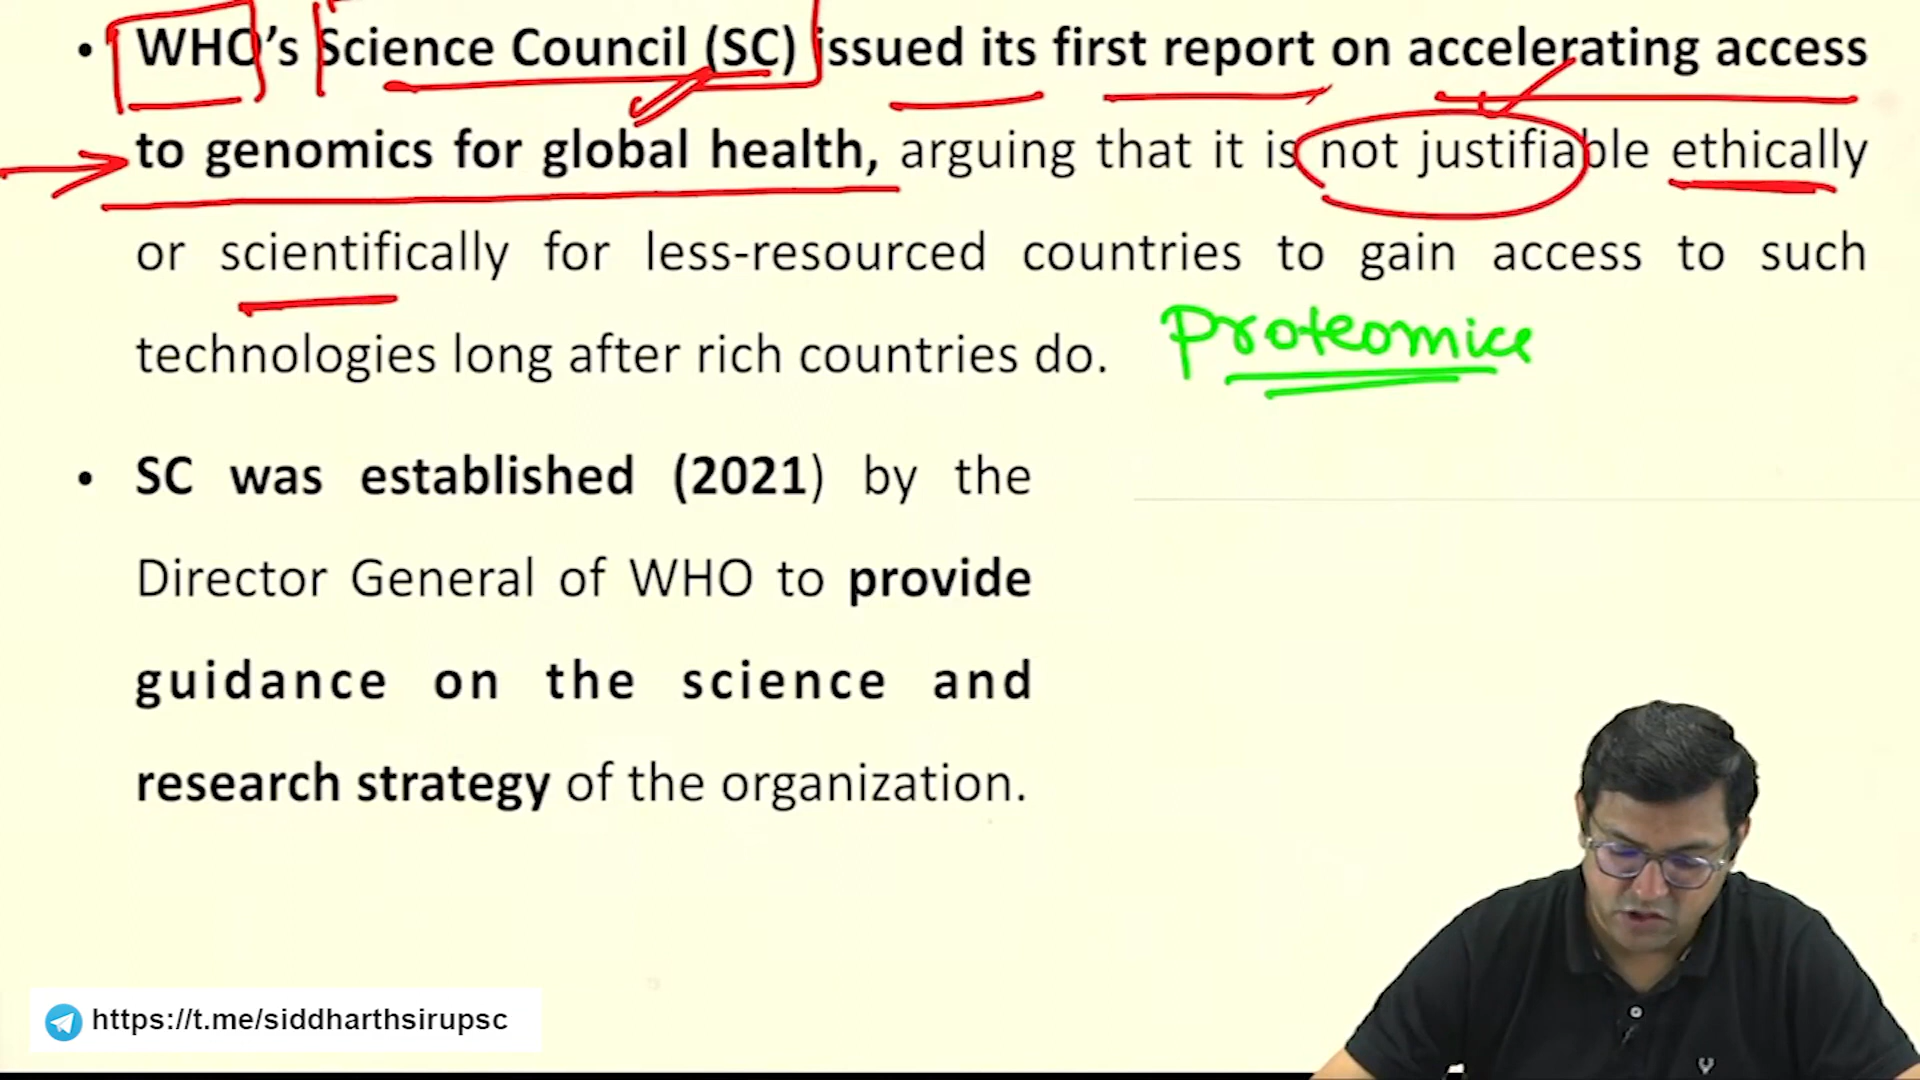 • WHO’s Science Council (SC) issued its first report on accelerating access
to genomics for global health, arguing that it is not justifiable ethically
or scientifically for less-resourced countries to gain access to such
technologies long after rich countries do.
Proteomics
• SC was established (2021) by the
Director General of WHO to provide
guidance on the science and
research strategy of the organization.
https://t.me/siddharthsirupsc